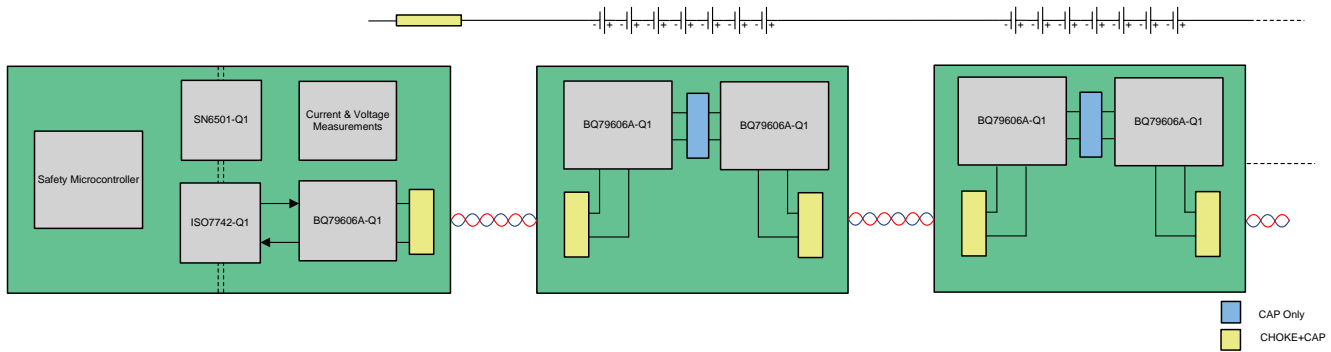 - + - + - + - + - + - + - +
- + - + - + - + - + - + - +
SN6501-Q1
Current & Voltage
Measurements
Safety Microcontroller
ISO7742-Q1
BQ79606A-Q1
BQ79606A-Q1
BQ79606A-Q1
BQ79606A-Q1
BQ79606A-Q1
CAP Only
CHOKE+CAP